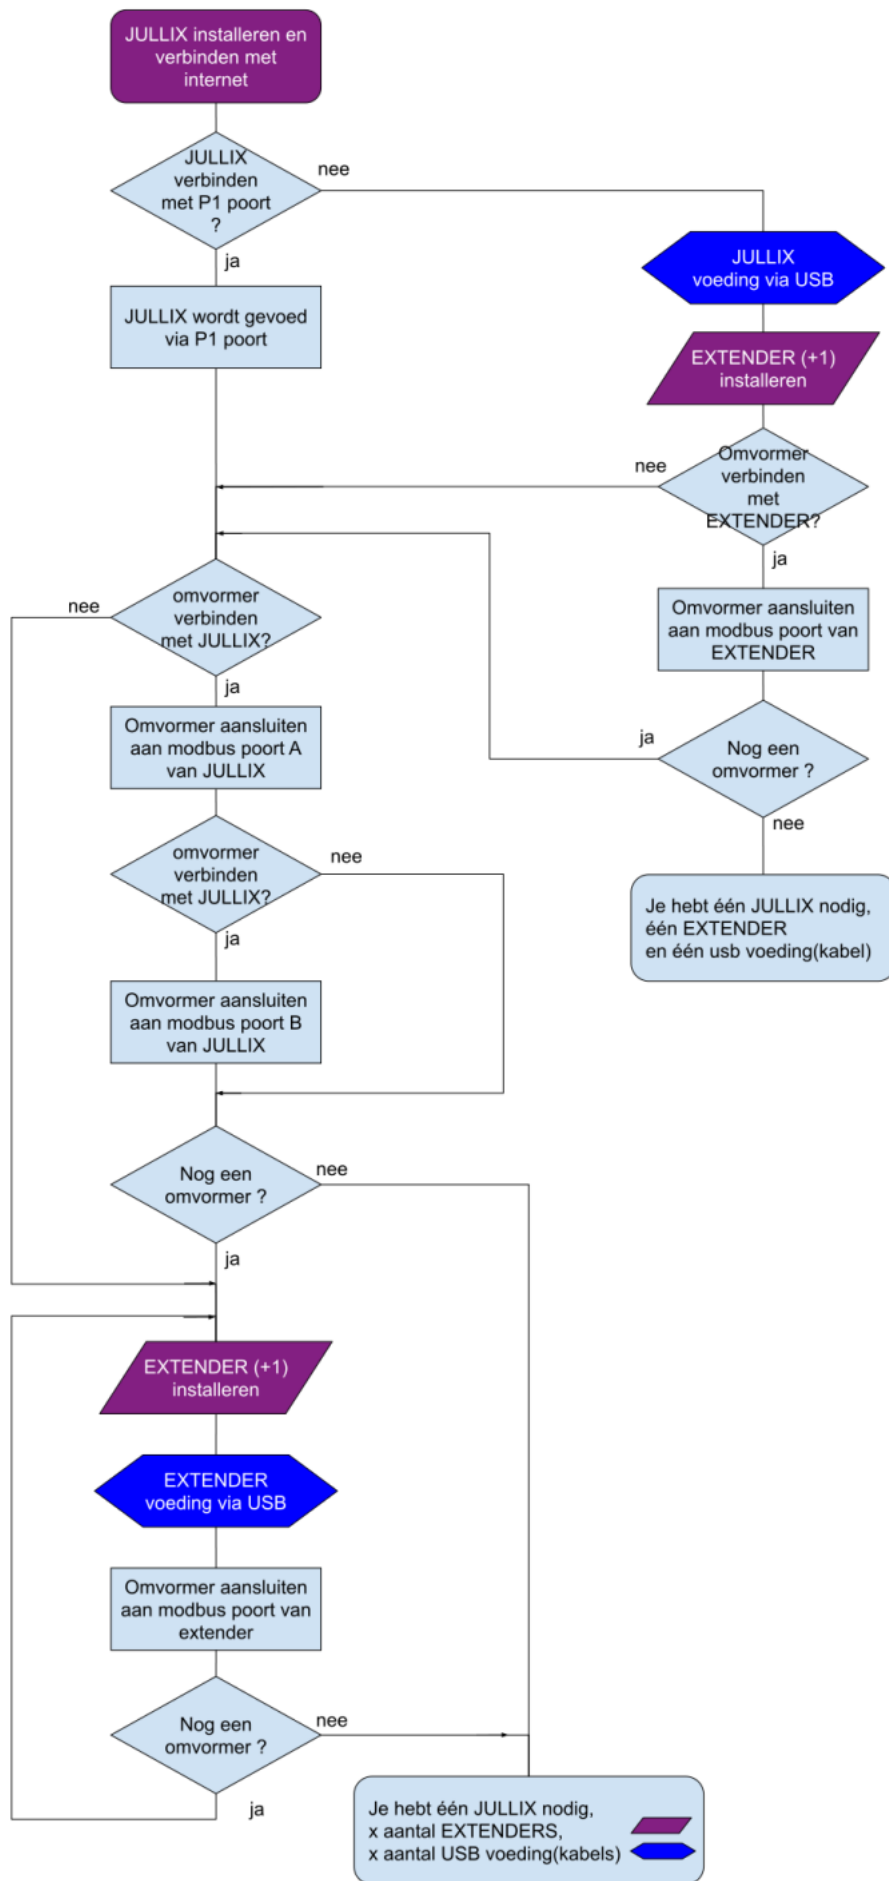 JULLIX installeren en
verbinden met
internet
JULLIX
verbinden
met P1 poort
?
nee
ja
JULLIX
voeding via USB
JULLIX wordt gevoed
via P1 poort
EXTENDER (+1)
installeren
Omvormer
verbinden
met
EXTENDER?
nee
ja
omvormer
verbinden
met JULLIX?
nee
ja
Omvormer aansluiten
aan modbus poort van
EXTENDER
Omvormer aansluiten
aan modbus poort A
van JULLIX
Nog een
omvormer ?
ja
nee
omvormer
verbinden
met JULLIX?
nee
ja
Je hebt één JULLIX nodig,
één EXTENDER
en één usb voeding(kabel)
Omvormer aansluiten
aan modbus poort B
van JULLIX
Nog een
omvormer ?
nee
ja
EXTENDER (+1)
installeren
EXTENDER
voeding via USB
Omvormer aansluiten
aan modbus poort van
extender
Nog een
omvormer ?
nee
ja
Je hebt één JULLIX nodig,
x aantal EXTENDERS,
x aantal USB voeding(kabels)